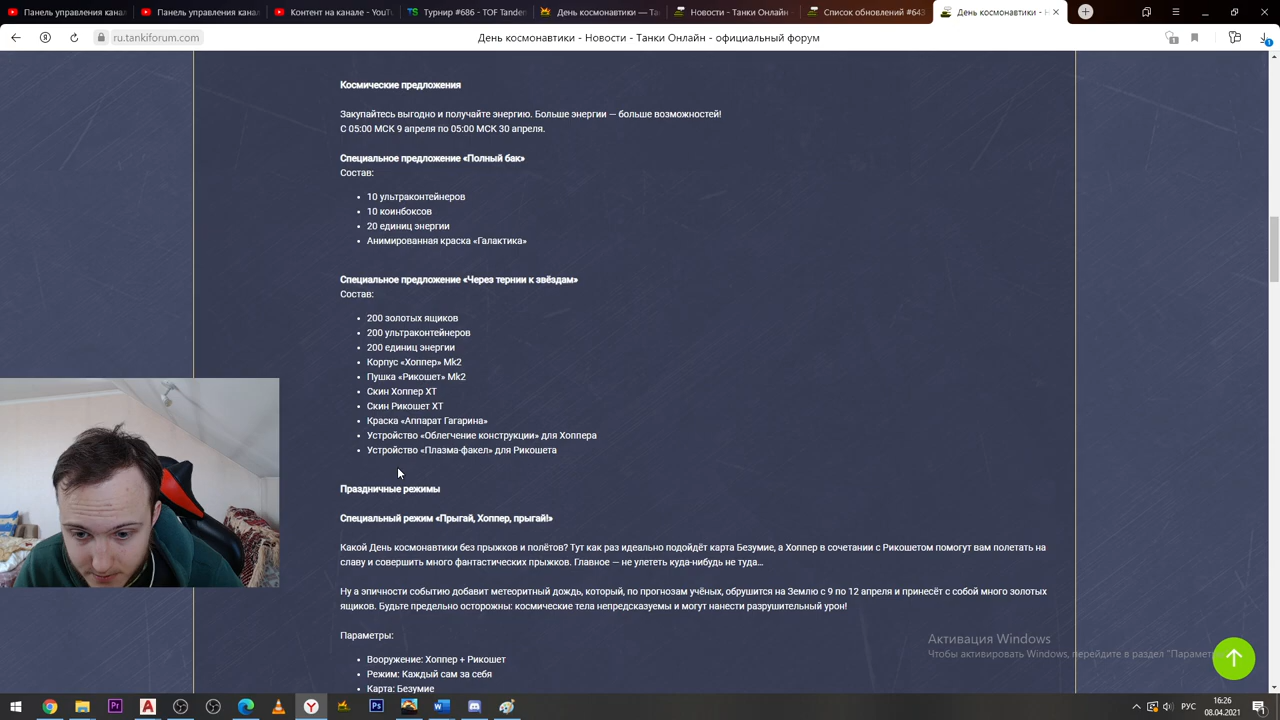 Панель управления канал
Панель управления канал
Контент на канале - YouTu
Турнир #686 - TOF Tanden
День космонавтики — Та
Новости - Танки Онлайн -
Список обновлений #643
День космонавтики - Н
ru.tankiforum.com
День космонавтики - Новости - Танки Онлайн - официальный форум
Космические предложения
Закупайтесь выгодно и получайте энергию. Больше энергии — больше возможностей!
С 05:00 МСК 9 апреля по 05:00 МСК 30 апреля.
Специальное предложение «Полный бак»
Состав:
• 10 ультраконтейнеров
• 10 коинбоксов
• 20 единиц энергии
• Анимированная краска «Галактика»
Специальное предложение «Через тернии к звёздам»
Состав:
• 200 золотых ящиков
• 200 ультраконтейнеров
• 200 единиц энергии
• Корпус «Хоппер» Mk2
• Пушка «Рикошет» Mk2
• Скин Хоппер XT
• Скин Рикошет XT
• Краска «Аппарат Гагарина»
• Устройство «Облегчение конструкции» для Хоппера
• Устройство «Плазма-факел» для Рикошета
Праздничные режимы
Специальный режим «Прыгай, Хоппер, прыгай!»
Какой День космонавтики без прыжков и полётов? Тут как раз идеально подойдёт карта Безумие, а Хоппер в сочетании с Рикошетом помогут вам полетать на
славу и совершить много фантастических прыжков. Главное — не улететь куда-нибудь не туда...
Ну а эпичности событию добавит метеоритный дождь, который, по прогнозам учёных, обрушится на Землю с 9 по 12 апреля и принесёт с собой много золотых
ящиков. Будьте предельно осторожны: космические тела непредсказуемы и могут нанести разрушительный урон!
Параметры:
• Вооружение: Хоппер + Рикошет
• Режим: Каждый сам за себя
• Карта: Безумие
Активация Windows
Чтобы активировать Windows, перейдите в раздел "Парамет
РУС
16:26
08.04.2021